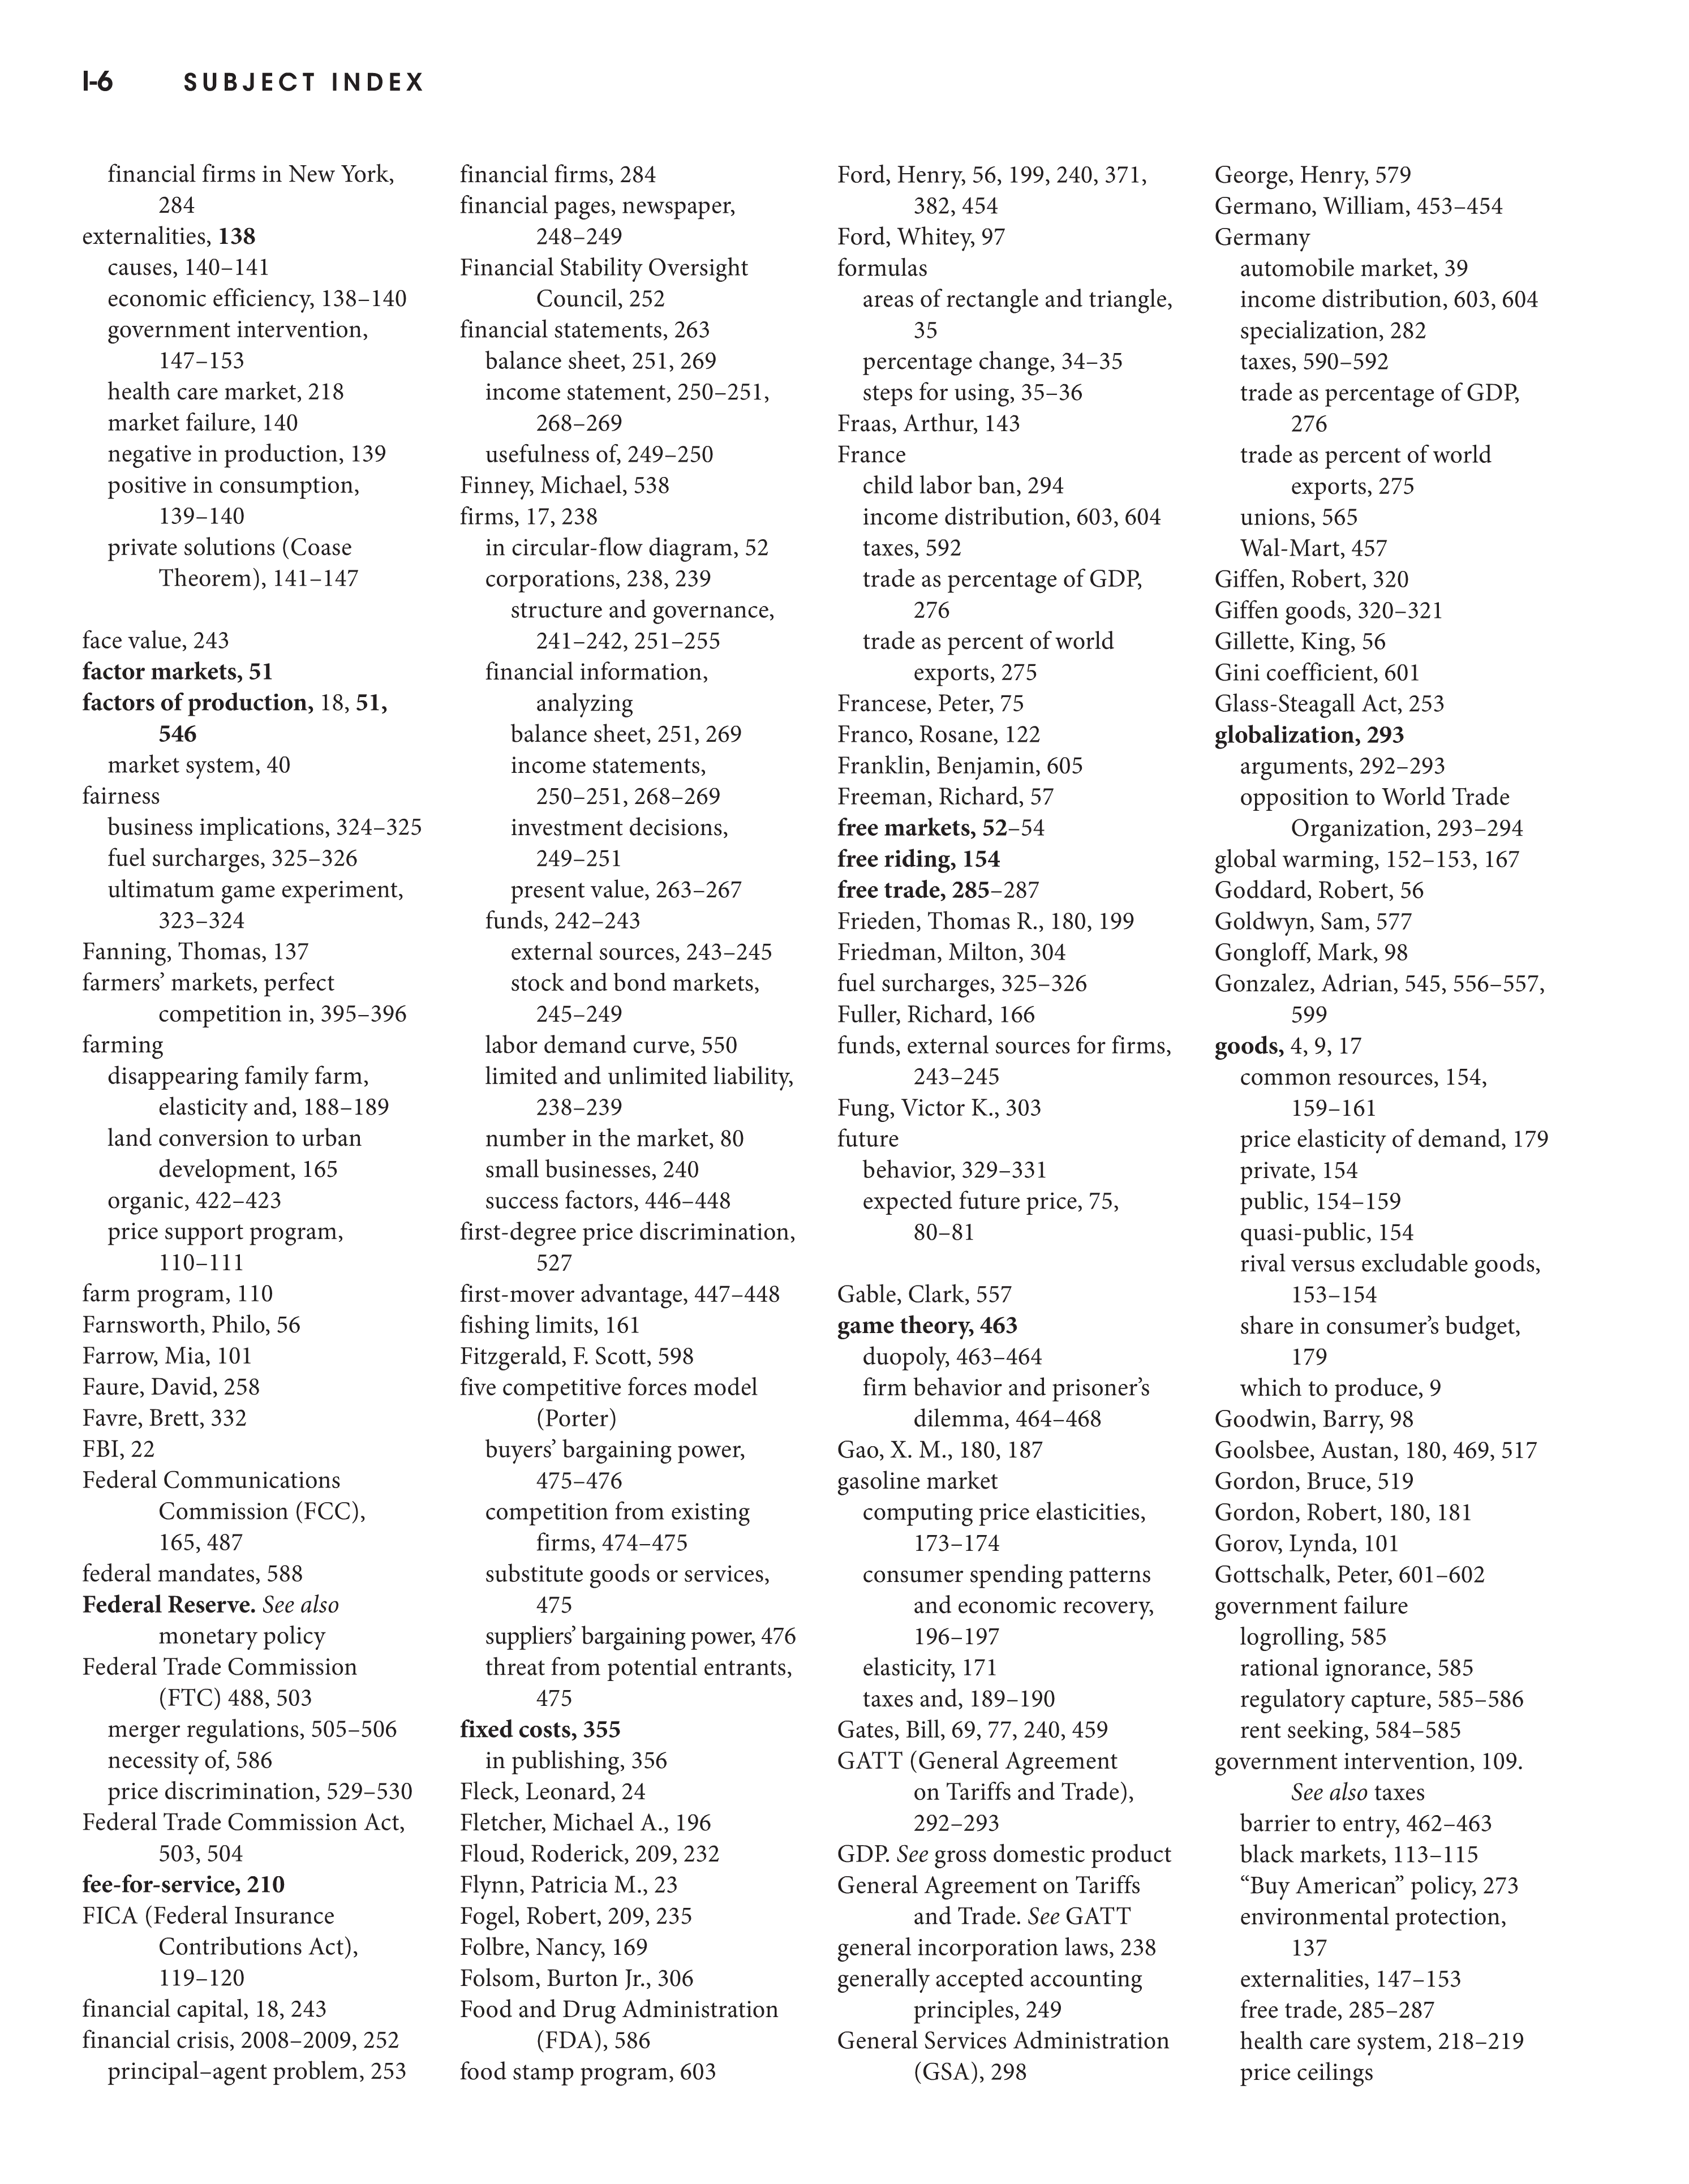 I-6 SUBJECT INDEX
financial firms in New York,
284
externalities, 138
causes, 140–141
economic efficiency, 138–140
government intervention,
147–153
health care market, 218
market failure, 140
negative in production, 139
positive in consumption,
139–140
private solutions (Coase
Theorem), 141–147
face value, 243
factor markets, 51
factors of production, 18, 51,
546
market system, 40
fairness
business implications, 324–325
fuel surcharges, 325–326
ultimatum game experiment,
323–324
Fanning, Thomas, 137
farmers’ markets, perfect
competition in, 395–396
farming
disappearing family farm,
elasticity and, 188–189
land conversion to urban
development, 165
organic, 422–423
price support program,
110–111
farm program, 110
Farnsworth, Philo, 56
Farrow, Mia, 101
Faure, David, 258
Favre, Brett, 332
FBI, 22
Federal Communications
Commission (FCC),
165, 487
federal mandates, 588
Federal Reserve. See also
monetary policy
Federal Trade Commission
(FTC) 488, 503
merger regulations, 505–506
necessity of, 586
price discrimination, 529–530
Federal Trade Commission Act,
503, 504
fee-for-service, 210
FICA (Federal Insurance
Contributions Act),
119–120
financial capital, 18, 243
financial crisis, 2008–2009, 252
principal–agent problem, 253
financial firms, 284
financial pages, newspaper,
248–249
Financial Stability Oversight
Council, 252
financial statements, 263
balance sheet, 251, 269
income statement, 250–251,
268–269
usefulness of, 249–250
Finney, Michael, 538
firms, 17, 238
in circular-flow diagram, 52
corporations, 238, 239
structure and governance,
241–242, 251–255
financial information,
analyzing
balance sheet, 251, 269
income statements,
250–251, 268–269
investment decisions,
249–251
present value, 263–267
funds, 242–243
external sources, 243–245
stock and bond markets,
245–249
labor demand curve, 550
limited and unlimited liability,
238–239
number in the market, 80
small businesses, 240
success factors, 446–448
first-degree price discrimination,
527
first-mover advantage, 447–448
fishing limits, 161
Fitzgerald, F. Scott, 598
five competitive forces model
(Porter)
buyers’ bargaining power,
475–476
competition from existing
firms, 474–475
substitute goods or services,
475
suppliers’ bargaining power, 476
threat from potential entrants,
475
fixed costs, 355
in publishing, 356
Fleck, Leonard, 24
Fletcher, Michael A., 196
Floud, Roderick, 209, 232
Flynn, Patricia M., 23
Fogel, Robert, 209, 235
Folbre, Nancy, 169
Folsom, Burton Jr., 306
Food and Drug Administration
(FDA), 586
food stamp program, 603
Ford, Henry, 56, 199, 240, 371,
382, 454
Ford, Whitey, 97
formulas
areas of rectangle and triangle,
35
percentage change, 34–35
steps for using, 35–36
Fraas, Arthur, 143
France
child labor ban, 294
income distribution, 603, 604
taxes, 592
trade as percentage of GDP,
276
trade as percent of world
exports, 275
Francese, Peter, 75
Franco, Rosane, 122
Franklin, Benjamin, 605
Freeman, Richard, 57
free markets, 52–54
free riding, 154
free trade, 285–287
Frieden, Thomas R., 180, 199
Friedman, Milton, 304
fuel surcharges, 325–326
Fuller, Richard, 166
funds, external sources for firms,
243–245
Fung, Victor K., 303
future
behavior, 329–331
expected future price, 75,
80–81
Gable, Clark, 557
game theory, 463
duopoly, 463–464
firm behavior and prisoner’s
dilemma, 464–468
Gao, X. M., 180, 187
gasoline market
computing price elasticities,
173–174
consumer spending patterns
and economic recovery,
196–197
elasticity, 171
taxes and, 189–190
Gates, Bill, 69, 77, 240, 459
GATT (General Agreement
on Tariffs and Trade),
292–293
GDP. See gross domestic product
General Agreement on Tariffs
and Trade. See GATT
general incorporation laws, 238
generally accepted accounting
principles, 249
General Services Administration
(GSA), 298
George, Henry, 579
Germano, William, 453–454
Germany
automobile market, 39
income distribution, 603, 604
specialization, 282
taxes, 590–592
trade as percentage of GDP,
276
trade as percent of world
exports, 275
unions, 565
Wal-Mart, 457
Giffen, Robert, 320
Giffen goods, 320–321
Gillette, King, 56
Gini coefficient, 601
Glass-Steagall Act, 253
globalization, 293
arguments, 292–293
opposition to World Trade
Organization, 293–294
global warming, 152–153, 167
Goddard, Robert, 56
Goldwyn, Sam, 577
Gongloff, Mark, 98
Gonzalez, Adrian, 545, 556–557,
599
goods, 4, 9, 17
common resources, 154,
159–161
price elasticity of demand, 179
private, 154
public, 154–159
quasi-public, 154
rival versus excludable goods,
153–154
share in consumer’s budget,
179
which to produce, 9
Goodwin, Barry, 98
Goolsbee, Austan, 180, 469, 517
Gordon, Bruce, 519
Gordon, Robert, 180, 181
Gorov, Lynda, 101
Gottschalk, Peter, 601–602
government failure
logrolling, 585
rational ignorance, 585
regulatory capture, 585–586
rent seeking, 584–585
government intervention, 109.
See also taxes
barrier to entry, 462–463
black markets, 113–115
“Buy American” policy, 273
environmental protection,
137
externalities, 147–153
free trade, 285–287
health care system, 218–219
price ceilings